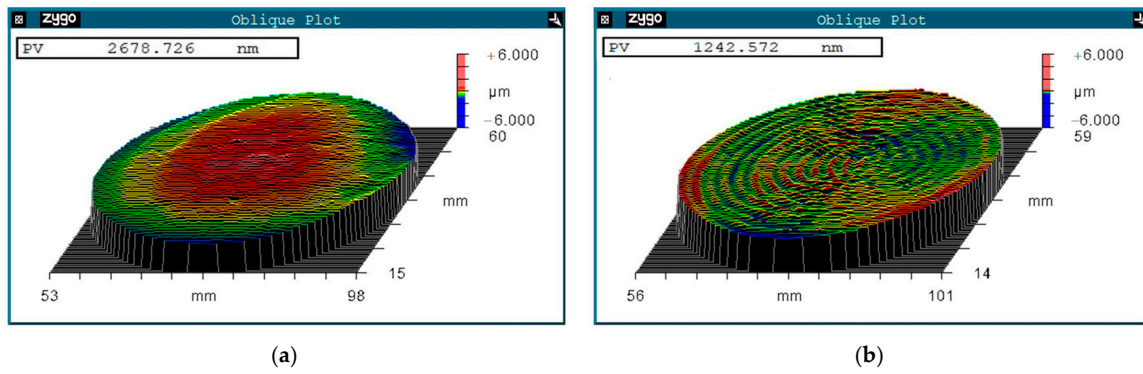 zygo Oblique Plot
PV 2678.726 nm
+6.000
µm
−6.000
60
mm
15
53 mm 98
(a)
zygo Oblique Plot
PV 1242.572 nm
+6.000
µm
−6.000
59
mm
14
56 mm 101
(b)